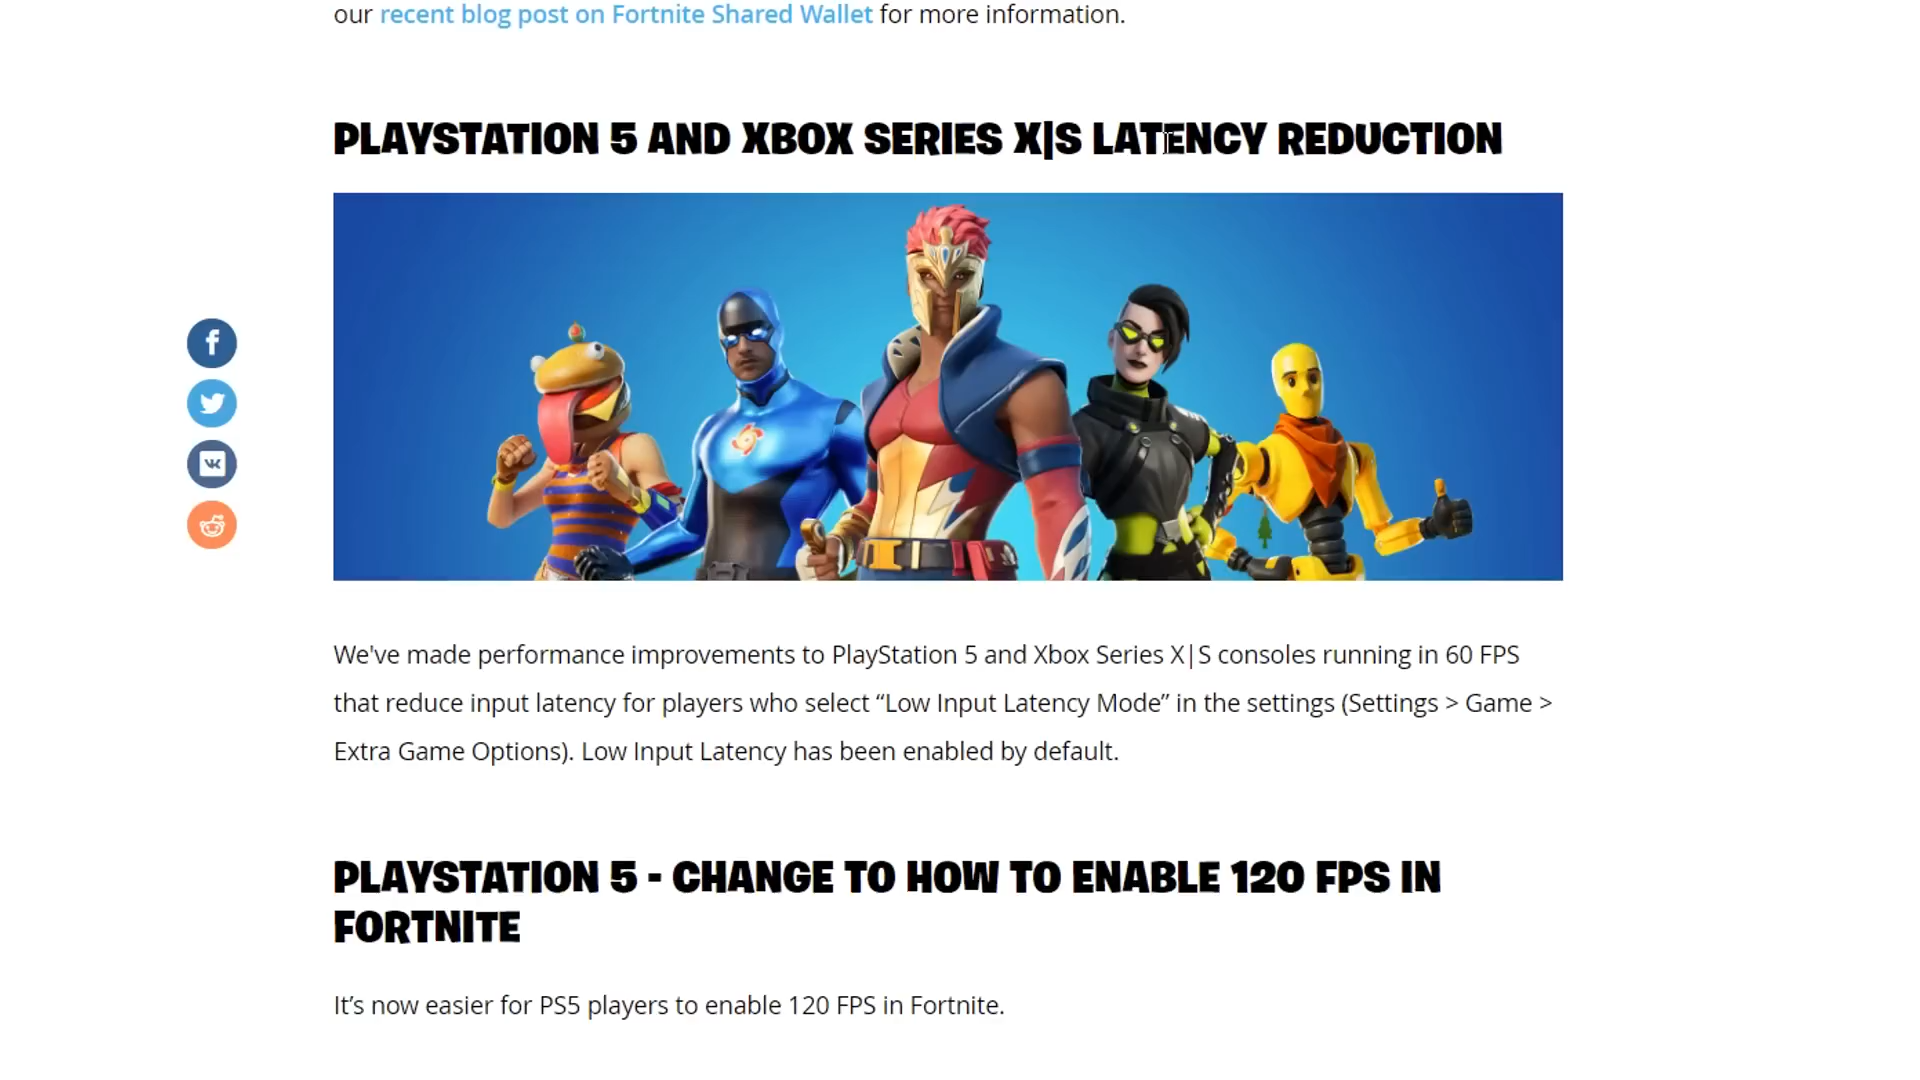 our recent blog post on Fortnite Shared Wallet for more information.
PLAYSTATION 5 AND XBOX SERIES X|S LATENCY REDUCTION
We've made performance improvements to PlayStation 5 and Xbox Series X|S consoles running in 60 FPS
that reduce input latency for players who select “Low Input Latency Mode” in the settings (Settings > Game >
Extra Game Options). Low Input Latency has been enabled by default.
PLAYSTATION 5 - CHANGE TO HOW TO ENABLE 120 FPS IN
FORTNITE
It’s now easier for PS5 players to enable 120 FPS in Fortnite.